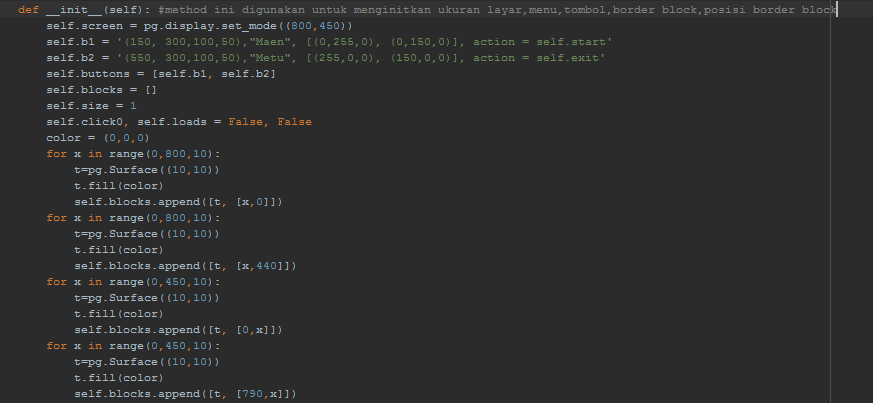 def __init__(self): #method ini digunakan untuk menginitkan ukuran layar,menu,tombol,border block,posisi border block
self.screen = pg.display.set_mode((800,450))
self.b1 = '(150, 300,100,50),"Maen", [(0,255,0), (0,150,0)], action = self.start'
self.b2 = '(550, 300,100,50),"Metu", [(255,0,0), (150,0,0)], action = self.exit'
self.buttons = [self.b1, self.b2]
self.blocks = []
self.size = 1
self.click0, self.loads = False, False
color = (0,0,0)
for x in range(0,800,10):
t=pg.Surface((10,10))
t.fill(color)
self.blocks.append([t, [x,0]])
for x in range(0,800,10):
t=pg.Surface((10,10))
t.fill(color)
self.blocks.append([t, [x,440]])
for x in range(0,450,10):
t=pg.Surface((10,10))
t.fill(color)
self.blocks.append([t, [0,x]])
for x in range(0,450,10):
t=pg.Surface((10,10))
t.fill(color)
self.blocks.append([t, [790,x]])